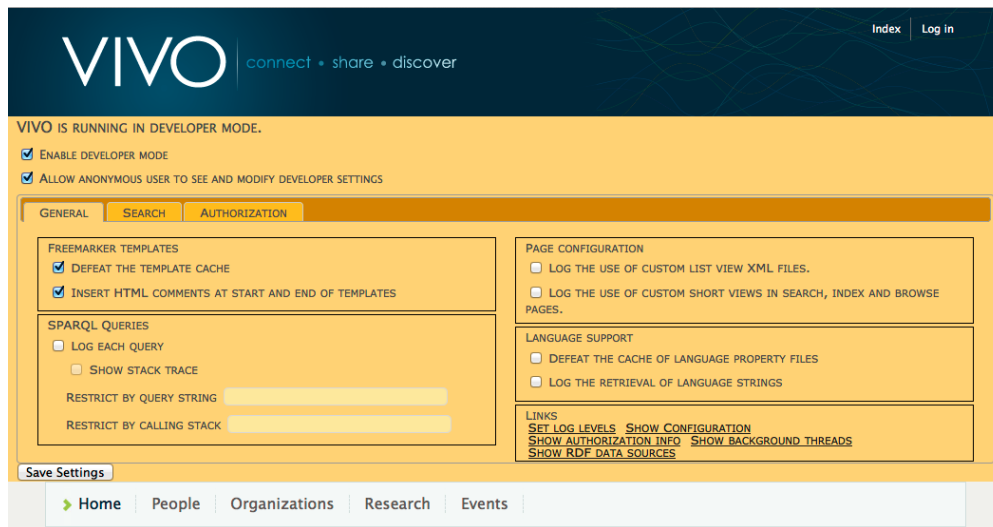 Index Log in
VIVO connect • share • discover
VIVO IS RUNNING IN DEVELOPER MODE.
ENABLE DEVELOPER MODE
ALLOW ANONYMOUS USER TO SEE AND MODIFY DEVELOPER SETTINGS
GENERAL SEARCH AUTHORIZATION
FREEMARKER TEMPLATES
DEFEAT THE TEMPLATE CACHE
INSERT HTML COMMENTS AT START AND END OF TEMPLATES
SPARQL QUERIES
LOG EACH QUERY
SHOW STACK TRACE
RESTRICT BY QUERY STRING
RESTRICT BY CALLING STACK
PAGE CONFIGURATION
LOG THE USE OF CUSTOM LIST VIEW XML FILES.
LOG THE USE OF CUSTOM SHORT VIEWS IN SEARCH, INDEX AND BROWSE
PAGES.
LANGUAGE SUPPORT
DEFEAT THE CACHE OF LANGUAGE PROPERTY FILES
LOG THE RETRIEVAL OF LANGUAGE STRINGS
LINKS
SET LOG LEVELS SHOW CONFIGURATION
SHOW AUTHORIZATION INFO SHOW BACKGROUND THREADS
SHOW RDF DATA SOURCES
Save Settings
Home People Organizations Research Events